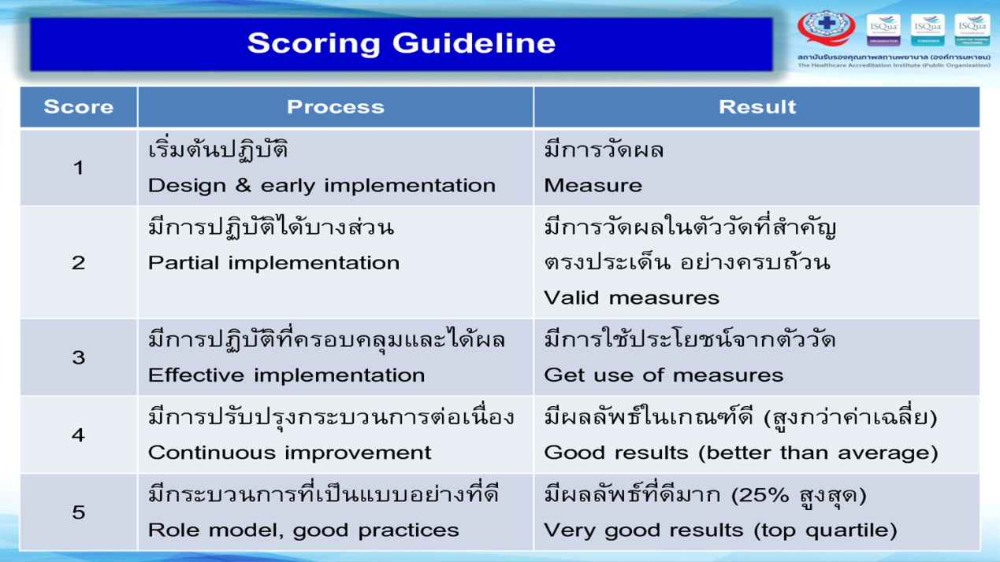 Scoring Guideline
ISQua
ISQua
ISQua
ORGANISATION
STANDARDS
SURVEYOR TRAINING
PROGRAMME
สถาบันรับรองคุณภาพสถานพยาบาล (องค์การมหาชน)
The Healthcare Accreditation Institute (Public Organization)
Score
Process
Result
1
เริ่มต้นปฏิบัติ
Design & early implementation
มีการวัดผล
Measure
2
มีการปฏิบัติได้บางส่วน
Partial implementation
มีการวัดผลในตัววัดที่สำคัญ
ตรงประเด็น อย่างครบถ้วน
Valid measures
3
มีการปฏิบัติที่ครอบคลุมและได้ผล
Effective implementation
มีการใช้ประโยชน์จากตัววัด
Get use of measures
4
มีการปรับปรุงกระบวนการต่อเนื่อง
Continuous improvement
มีผลลัพธ์ในเกณฑ์ดี (สูงกว่าค่าเฉลี่ย)
Good results (better than average)
5
มีกระบวนการที่เป็นแบบอย่างที่ดี
Role model, good practices
มีผลลัพธ์ที่ดีมาก (25% สูงสุด)
Very good results (top quartile)